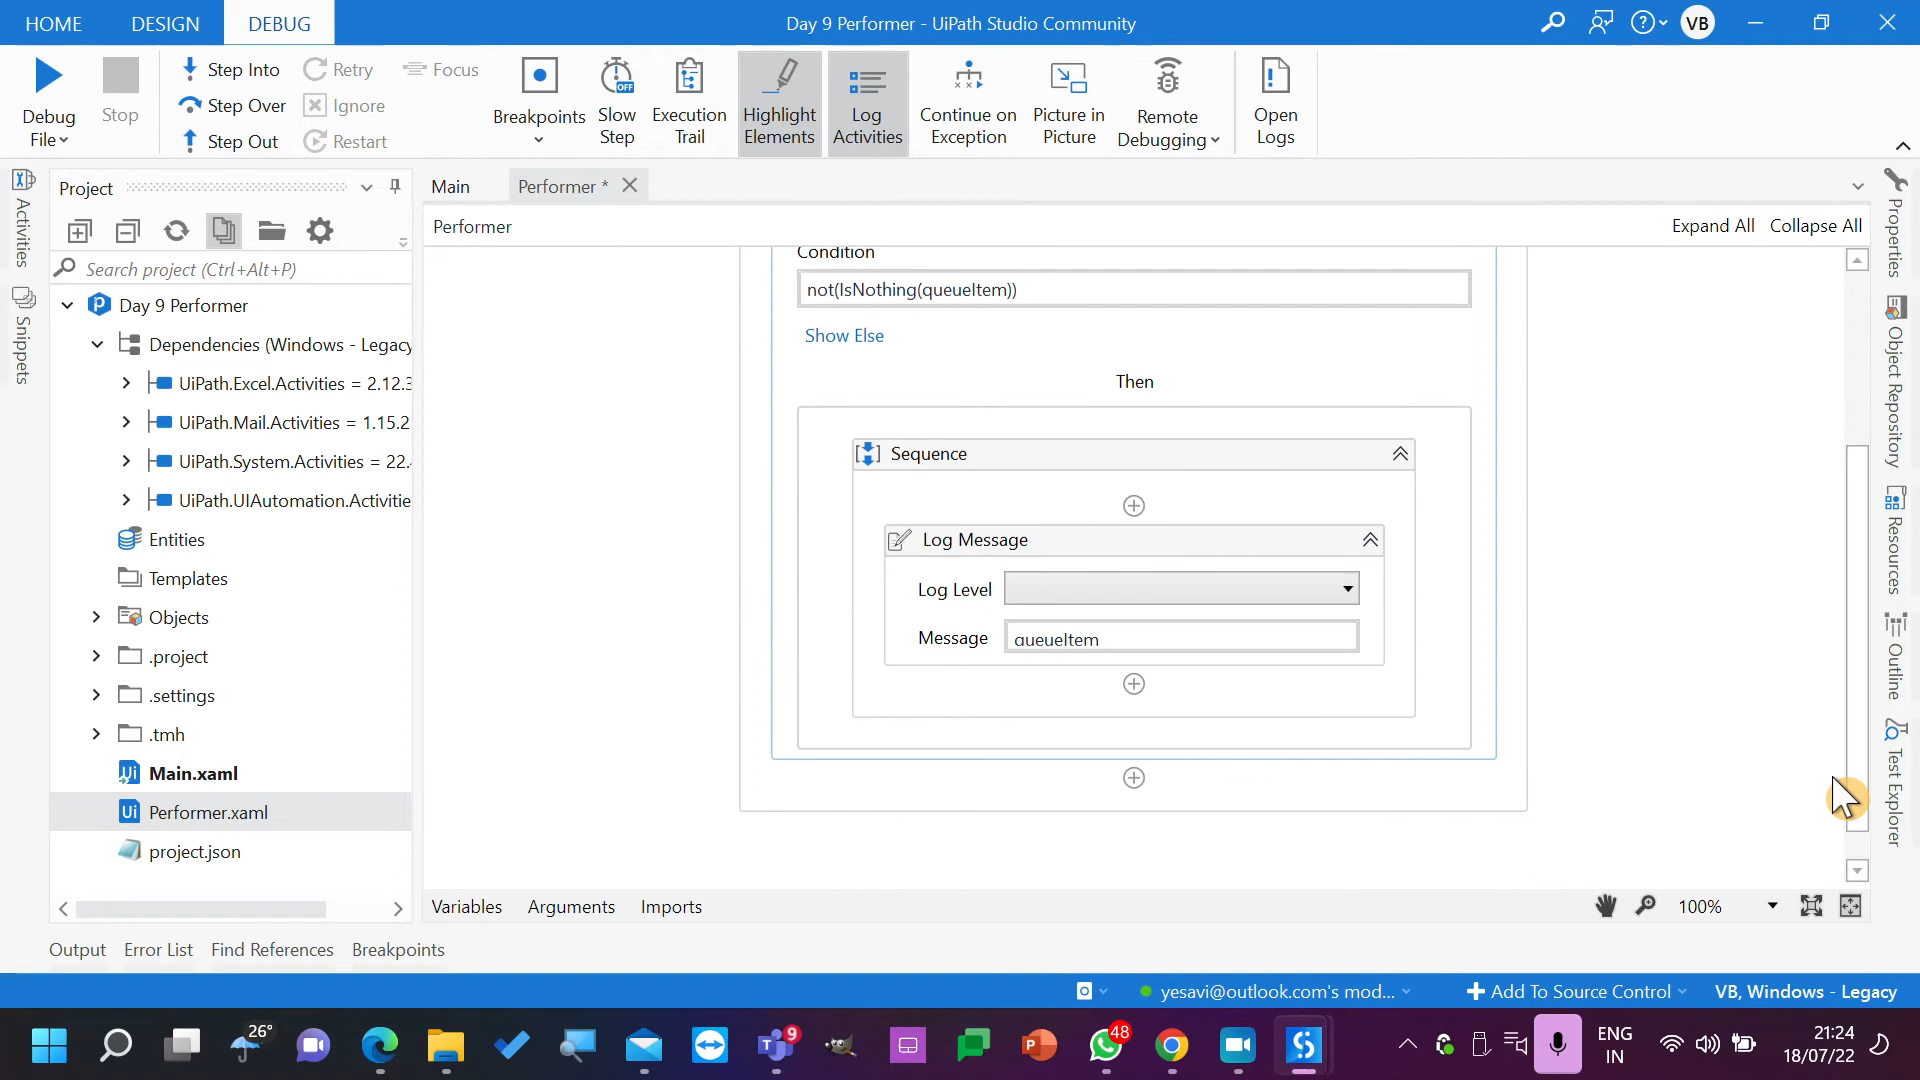 HOME DESIGN DEBUG
Day 9 Performer - UiPath Studio Community
VB
Debug File
Stop
Step Into
Step Over
Step Out
Retry
Ignore
Restart
Focus
Breakpoints
OFF
Slow Step
Execution Trail
Highlight Elements
Log Activities
Continue on Exception
Picture in Picture
Remote Debugging
Open Logs
Activities
Snippets
Project
Search project (Ctrl+Alt+P)
Day 9 Performer
Dependencies (Windows - Legacy
UiPath.Excel.Activities = 2.12.3
UiPath.Mail.Activities = 1.15.2
UiPath.System.Activities = 22.
UiPath.UIAutomation.Activitie
Entities
Templates
Objects
.project
.settings
.tmh
Main.xaml
Performer.xaml
project.json
Main Performer *
Performer
Expand All Collapse All
Condition
not(IsNothing(queueItem))
Show Else
Then
Sequence
Log Message
Log Level
Message queueItem
Variables Arguments Imports
100%
Properties
Object Repository
Resources
Outline
Test Explorer
Output Error List Find References Breakpoints
yesavi@outlook.com's mod...
Add To Source Control
VB, Windows - Legacy
26°
9
48
ENG
IN
21:24
18/07/22